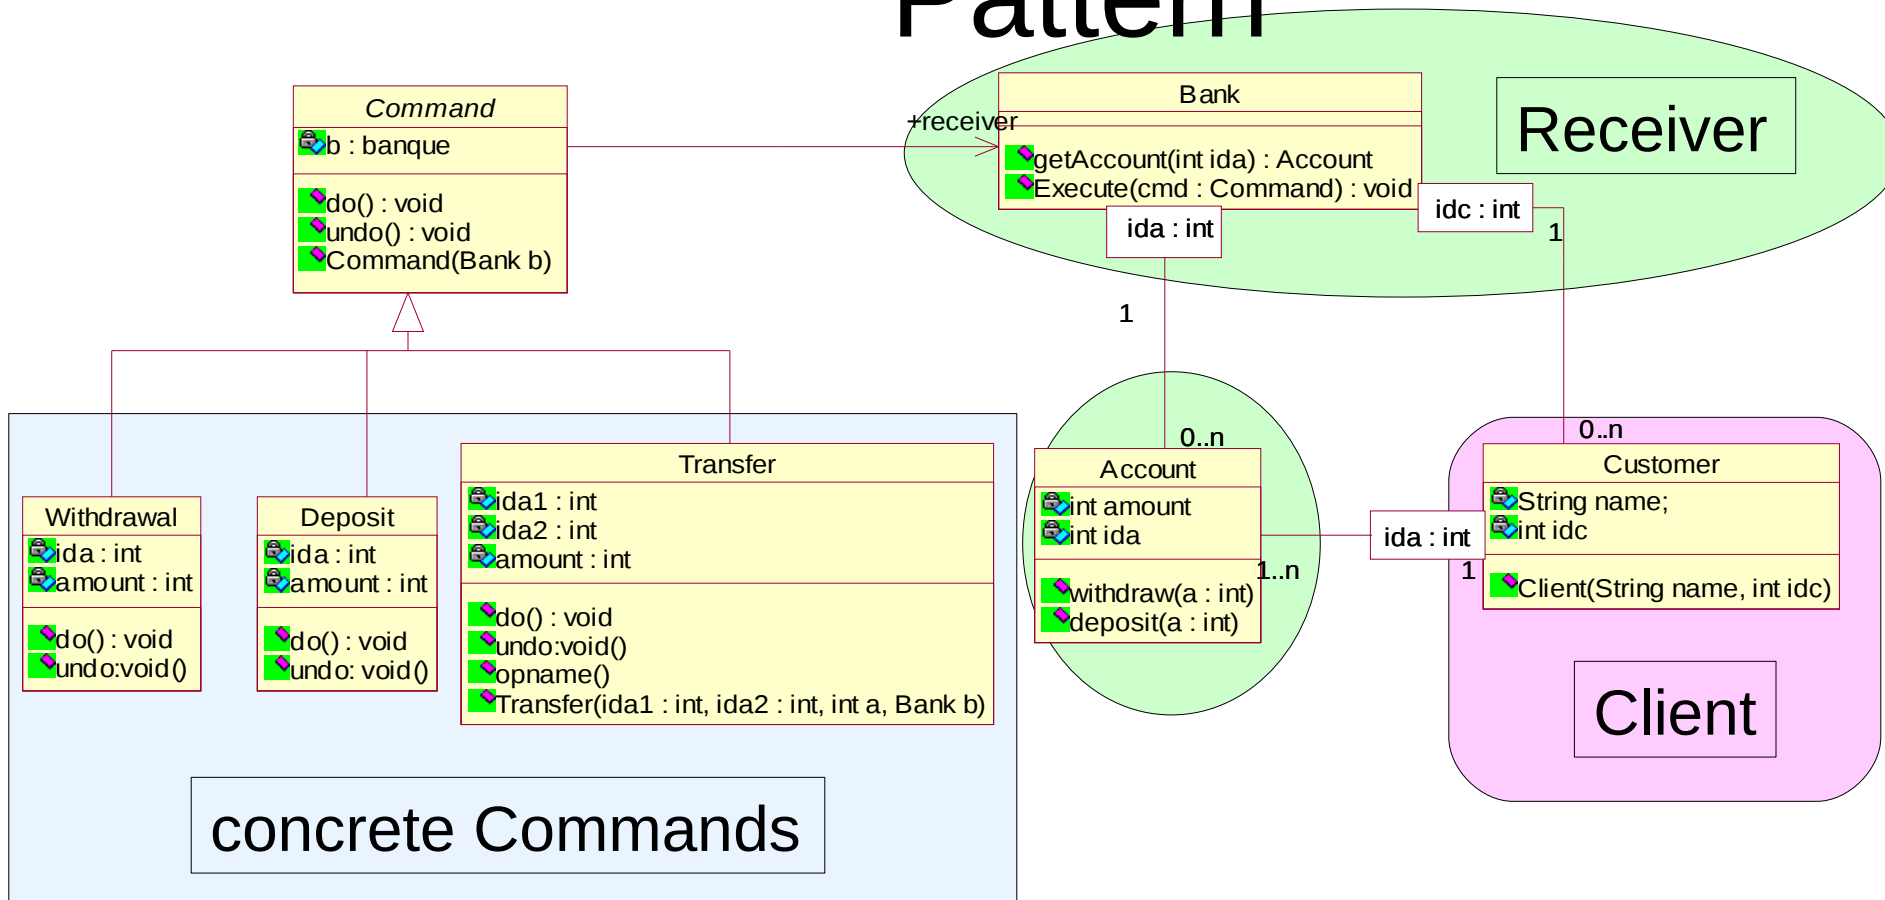 Pattern
Command
b : banque
do() : void
undo() : void
Command(Bank b)
+receiver
Bank
getAccount(int ida) : Account
Execute(cmd : Command) : void
Receiver
ida : int
idc : int
1
1
0..n
0..n
Withdrawal
ida : int
amount : int
do() : void
undo:void()
Deposit
ida : int
amount : int
do() : void
undo: void()
Transfer
ida1 : int
ida2 : int
amount : int
do() : void
undo:void()
opname()
Transfer(ida1 : int, ida2 : int, int a, Bank b)
Account
int amount
int ida
withdraw(a : int)
deposit(a : int)
1..n
ida : int
1
Customer
String name;
int idc
Client(String name, int idc)
Client
concrete Commands